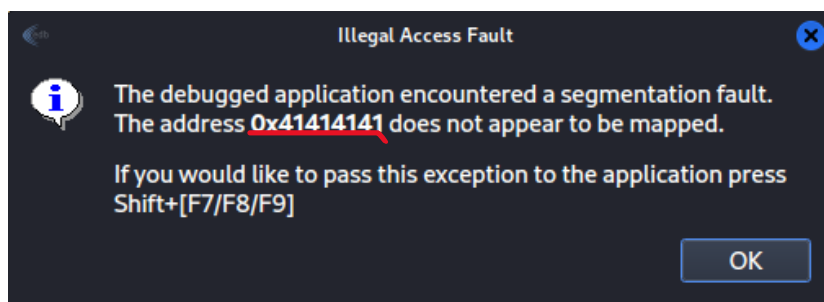 Illegal Access Fault
The debugged application encountered a segmentation fault.
The address 0x41414141 does not appear to be mapped.
If you would like to pass this exception to the application press
Shift+[F7/F8/F9]
OK